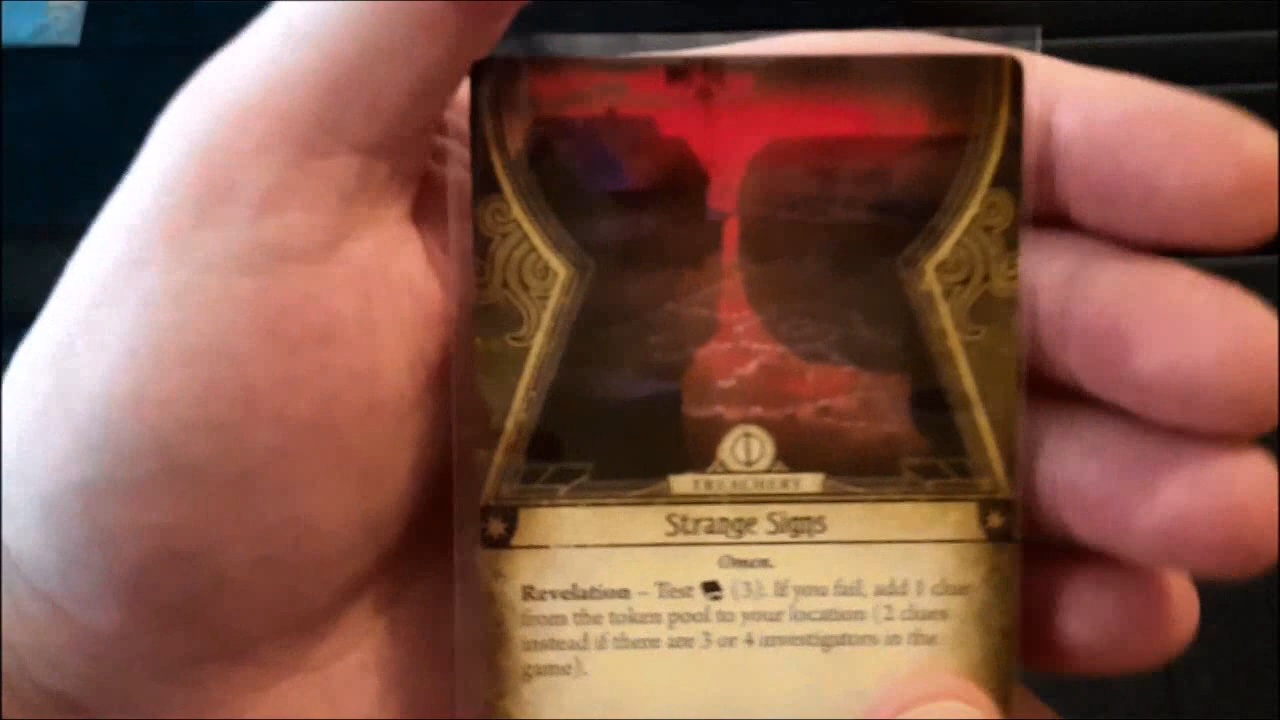 TREACHERY
Strange Signs
Omen.
Revelation – Test (3). If you fail, add 1 clue
from the token pool to your location (2 clues
instead if there are 3 or 4 investigators in the
game).